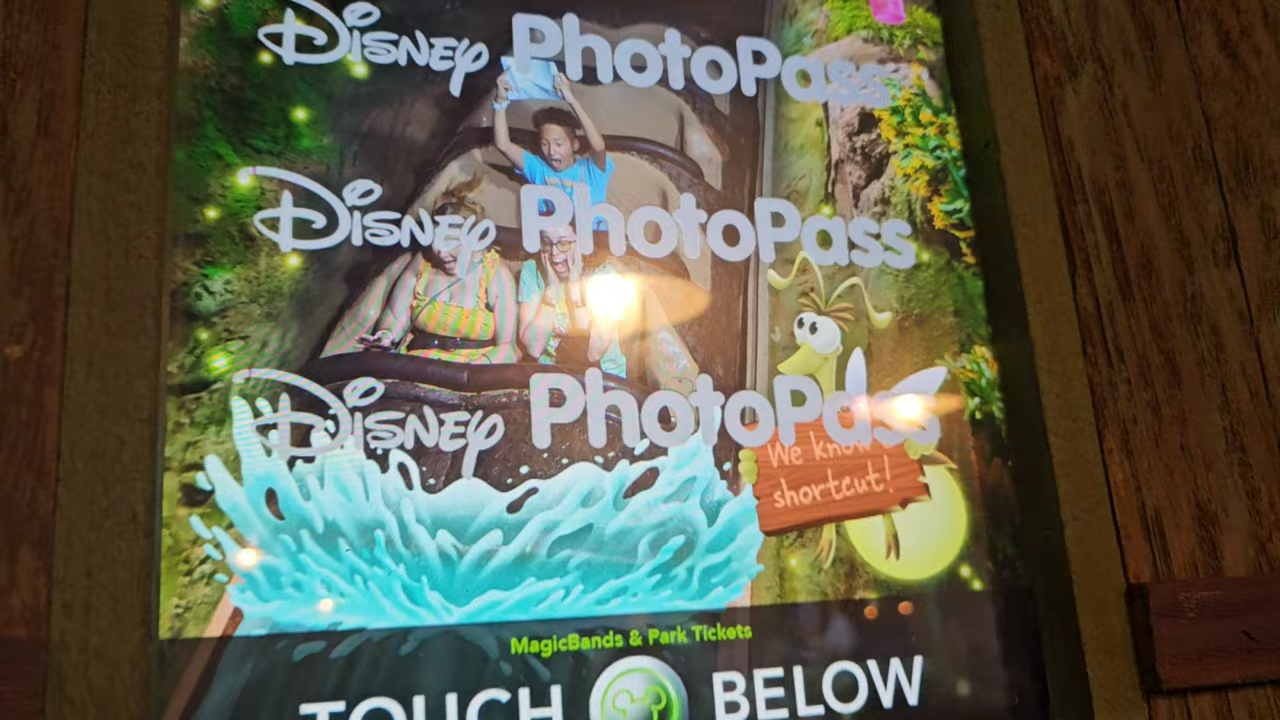 Disney PhotoPass
Disney PhotoPass
Disney PhotoPass
We know
shortcut!
MagicBands & Park Tickets
TOUCH BELOW